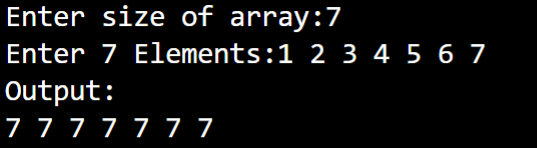 Enter size of array:7
Enter 7 Elements:1 2 3 4 5 6 7
Output:
7 7 7 7 7 7 7